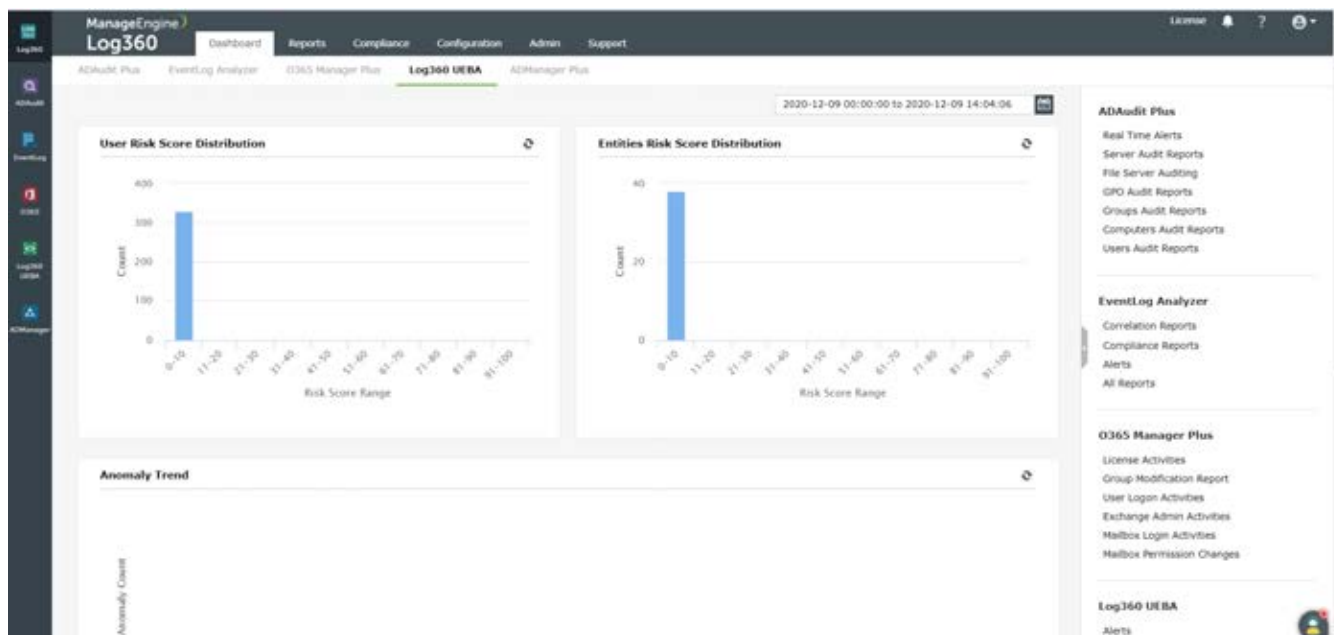 ManageEngine
Log360
License
?
Dashboard
Reports
Compliance
Configuration
Admin
Support
ADAudit Plus
EventLog Analyzer
O365 Manager Plus
Log360 UEBA
ADManager Plus
Log360
ADAudit
EventLog
O365
Log360
UEBA
ADManager
2020-12-09 00:00:00 to 2020-12-09 14:04:06
User Risk Score Distribution
400
300
200
100
0
Count
0-10
11-20
21-30
31-40
41-50
51-60
61-70
71-80
81-90
91-100
Risk Score Range
Entities Risk Score Distribution
40
20
0
Count
0-10
11-20
21-30
31-40
41-50
51-60
61-70
71-80
81-90
91-100
Risk Score Range
Anomaly Trend
Anomaly Count
ADAudit Plus
Real Time Alerts
Server Audit Reports
File Server Auditing
GPO Audit Reports
Groups Audit Reports
Computers Audit Reports
Users Audit Reports
EventLog Analyzer
Correlation Reports
Compliance Reports
Alerts
All Reports
O365 Manager Plus
License Activities
Group Modification Report
User Logon Activities
Exchange Admin Activities
Mailbox Login Activities
Mailbox Permission Changes
Log360 UEBA
Alerts